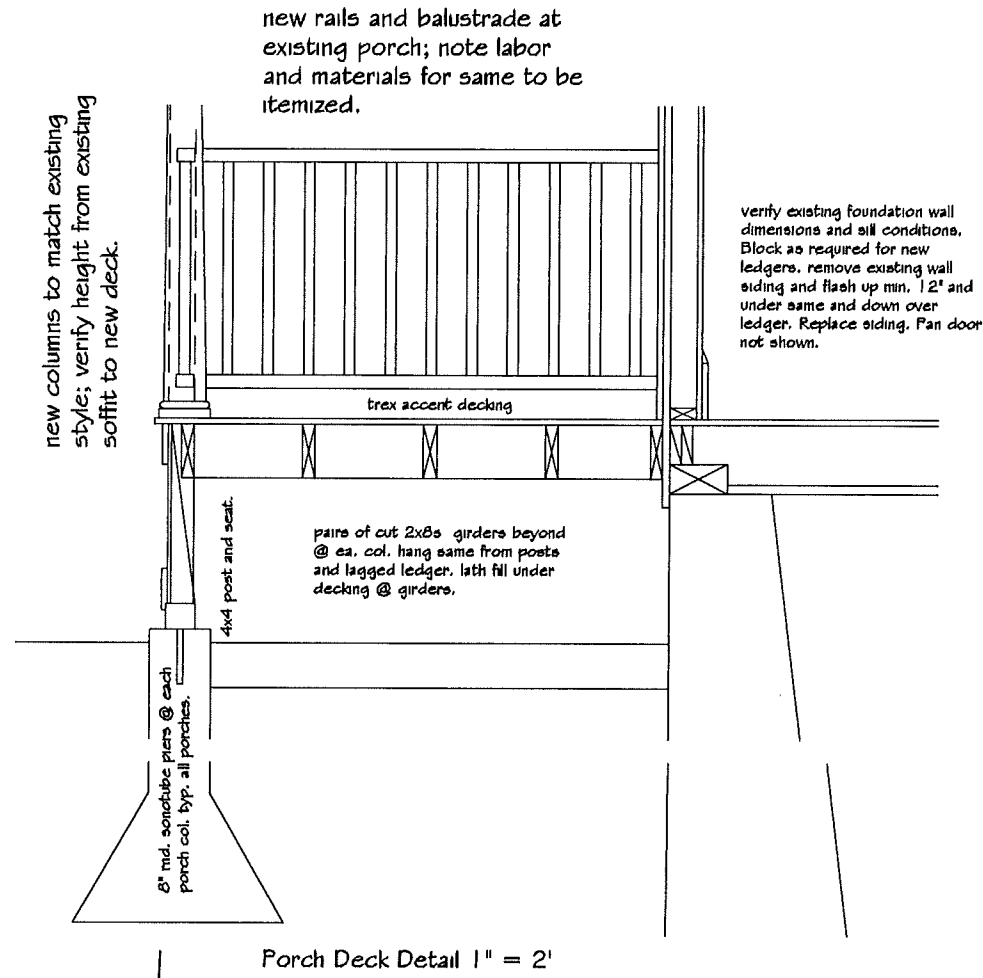 new rails and balustrade at
existing porch; note labor
and materials for same to be
itemized.
new columns to match existing
style; verify height from existing
soffit to new deck.
verify existing foundation wall
dimensions and sill conditions.
Block as required for new
ledgers. remove existing wall
siding and flash up min. 12" and
under same and down over
ledger. Replace siding. Pan door
not shown.
trex accent decking
4x4 post and seat.
pairs of cut 2x8s girders beyond
@ ea. col. hang same from posts
and lagged ledger. lath fill under
decking @ girders.
8" rnd. sonotube piers @ each
porch col. typ. all porches.
Porch Deck Detail 1" = 2'